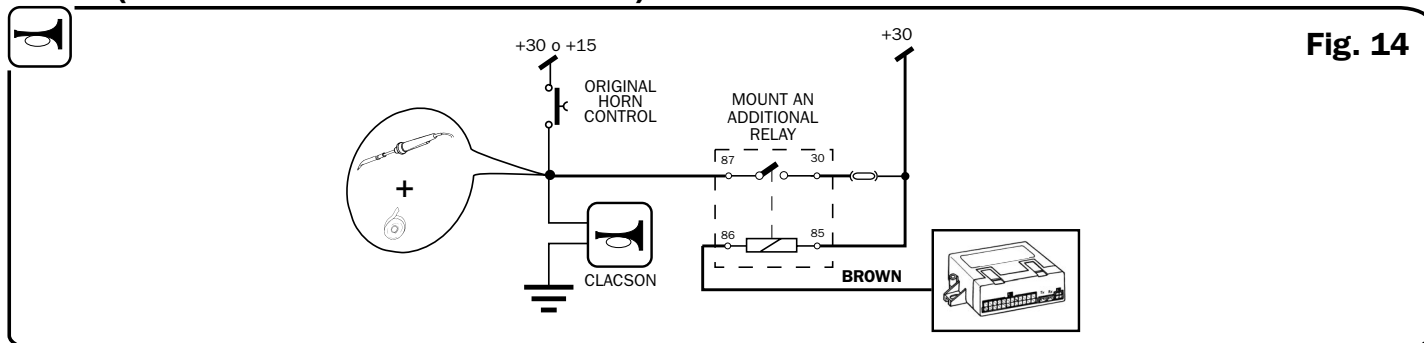 Fig. 14
+30 o +15
ORIGINAL
HORN
CONTROL
+30
MOUNT AN
ADDITIONAL
RELAY
87
30
+
86
85
CLACSON
BROWN